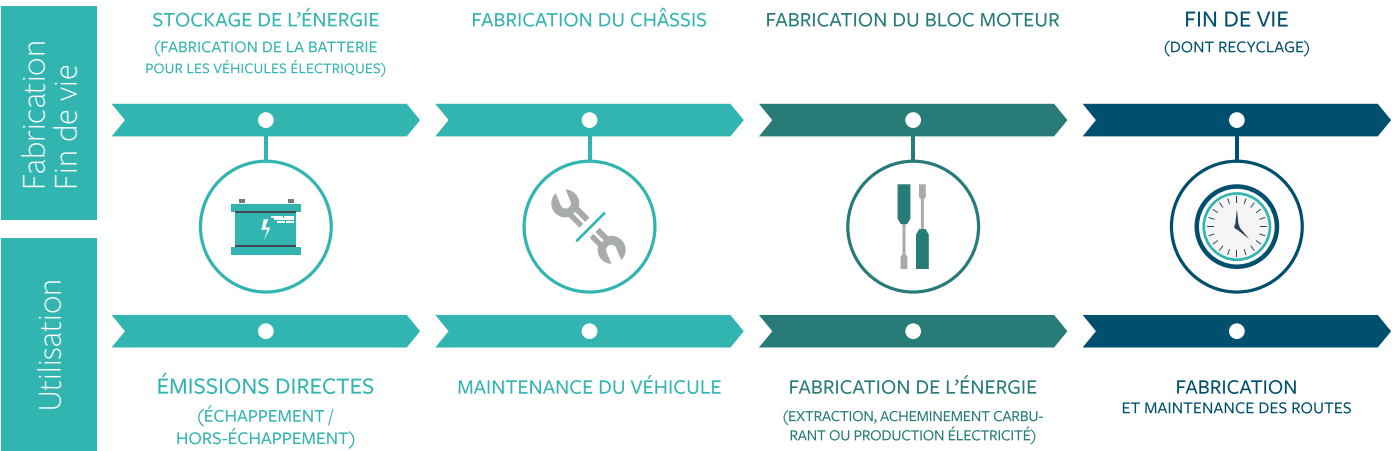 Fabrication
Fin de vie
STOCKAGE DE L’ÉNERGIE
(FABRICATION DE LA BATTERIE
POUR LES VÉHICULES ÉLECTRIQUES)
FABRICATION DU CHÂSSIS
FABRICATION DU BLOC MOTEUR
FIN DE VIE
(DONT RECYCLAGE)
Utilisation
ÉMISSIONS DIRECTES
(ÉCHAPPEMENT /
HORS-ÉCHAPPEMENT)
MAINTENANCE DU VÉHICULE
FABRICATION DE L’ÉNERGIE
(EXTRACTION, ACHEMINEMENT CARBU-
RANT OU PRODUCTION ÉLECTRICITÉ)
FABRICATION
ET MAINTENANCE DES ROUTES